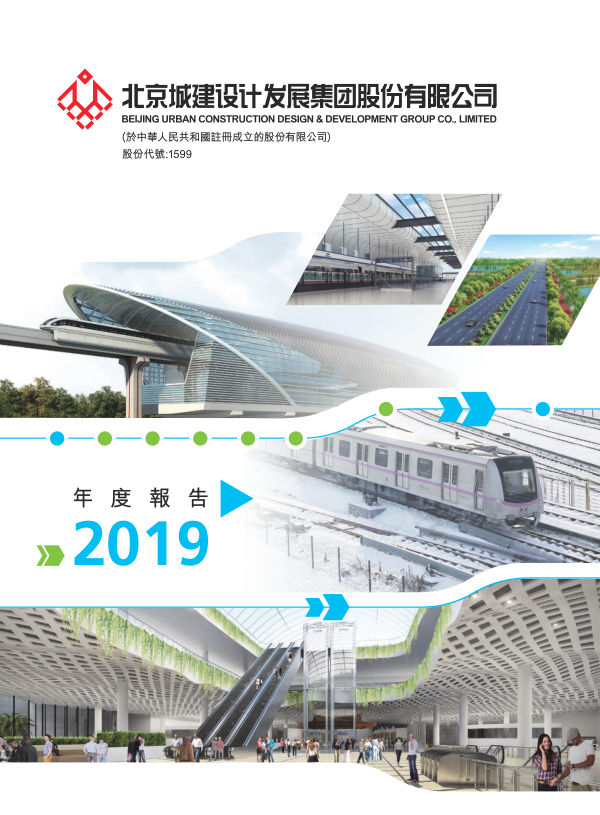 北京城建设计发展集团股份有限公司
BEIJING URBAN CONSTRUCTION DESIGN & DEVELOPMENT GROUP CO., LIMITED
(於中華人民共和國註冊成立的股份有限公司)
股份代號:1599
年度報告
2019